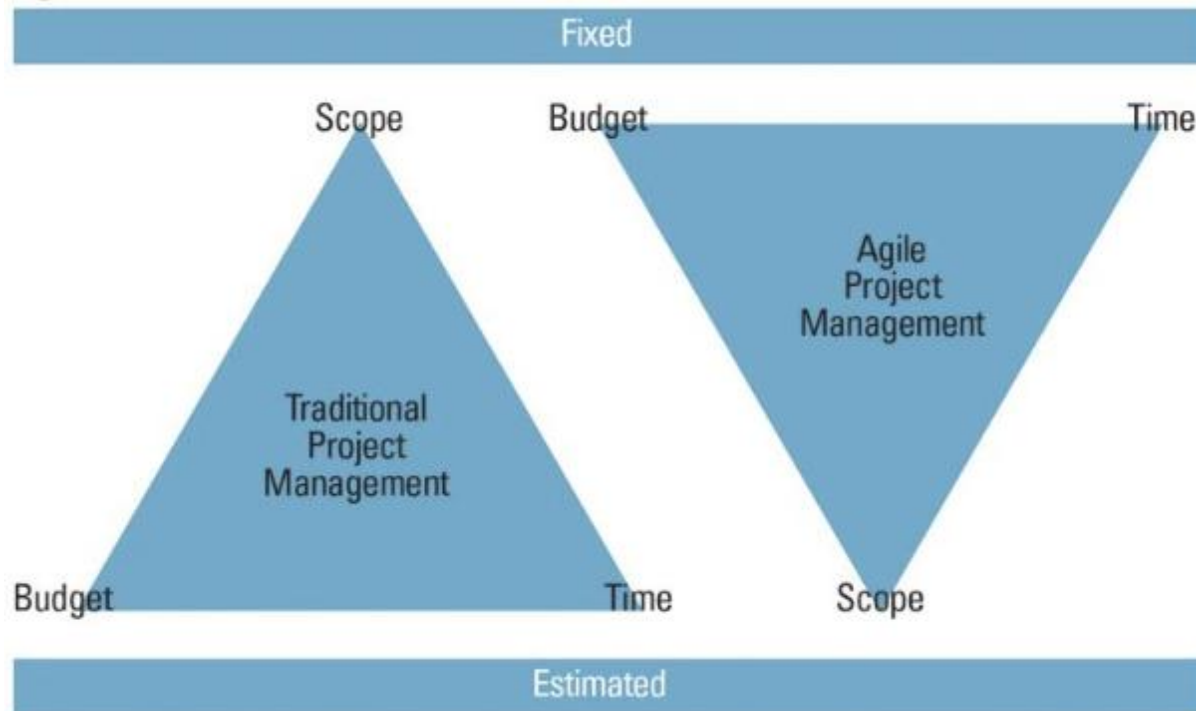 Fixed
Scope
Budget
Time
Agile
Project
Management
Traditional
Project
Management
Budget
Time
Scope
Estimated